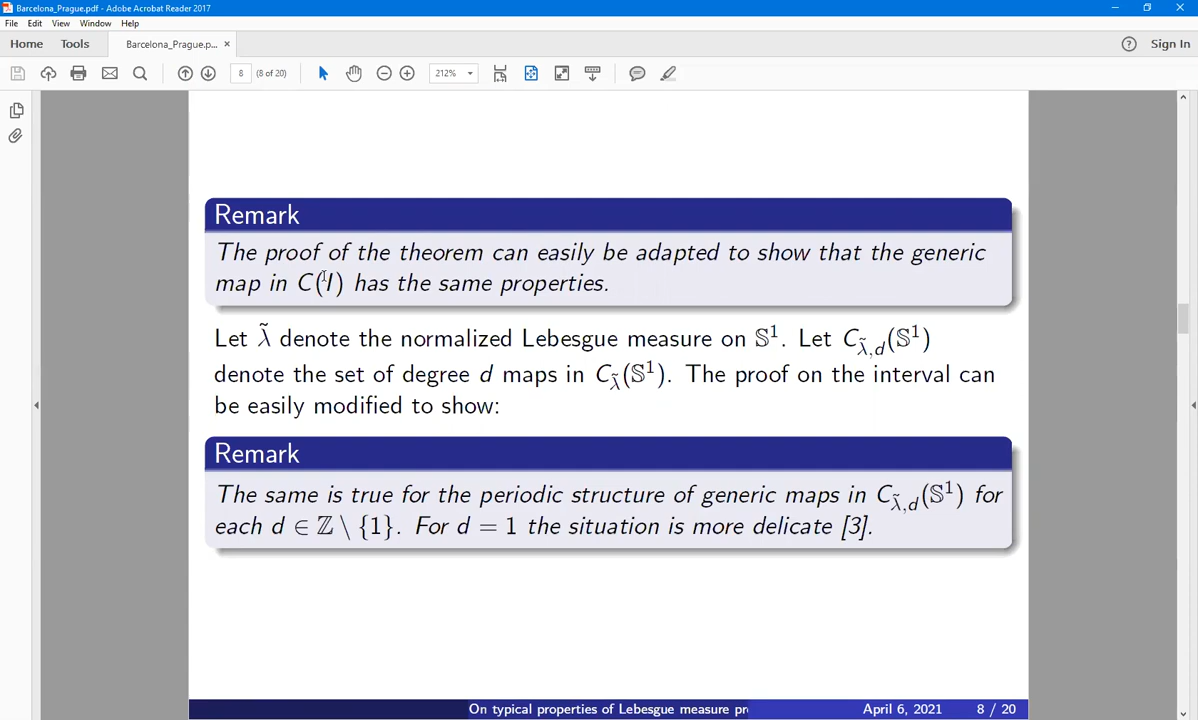 Barcelona_Prague.pdf - Adobe Acrobat Reader 2017
File Edit View Window Help
Home Tools Barcelona_Prague.p... × Sign In
8 (8 of 20) 212%
Remark
The proof of the theorem can easily be adapted to show that the generic
map in C(I) has the same properties.
Let λ̃ denote the normalized Lebesgue measure on 𝕊¹. Let C_{λ̃,d}(𝕊¹)
denote the set of degree d maps in C_{λ̃}(𝕊¹). The proof on the interval can
be easily modified to show:
Remark
The same is true for the periodic structure of generic maps in C_{λ̃,d}(𝕊¹) for
each d ∈ ℤ \ {1}. For d = 1 the situation is more delicate [3].
On typical properties of Lebesgue measure pr April 6, 2021 8 / 20